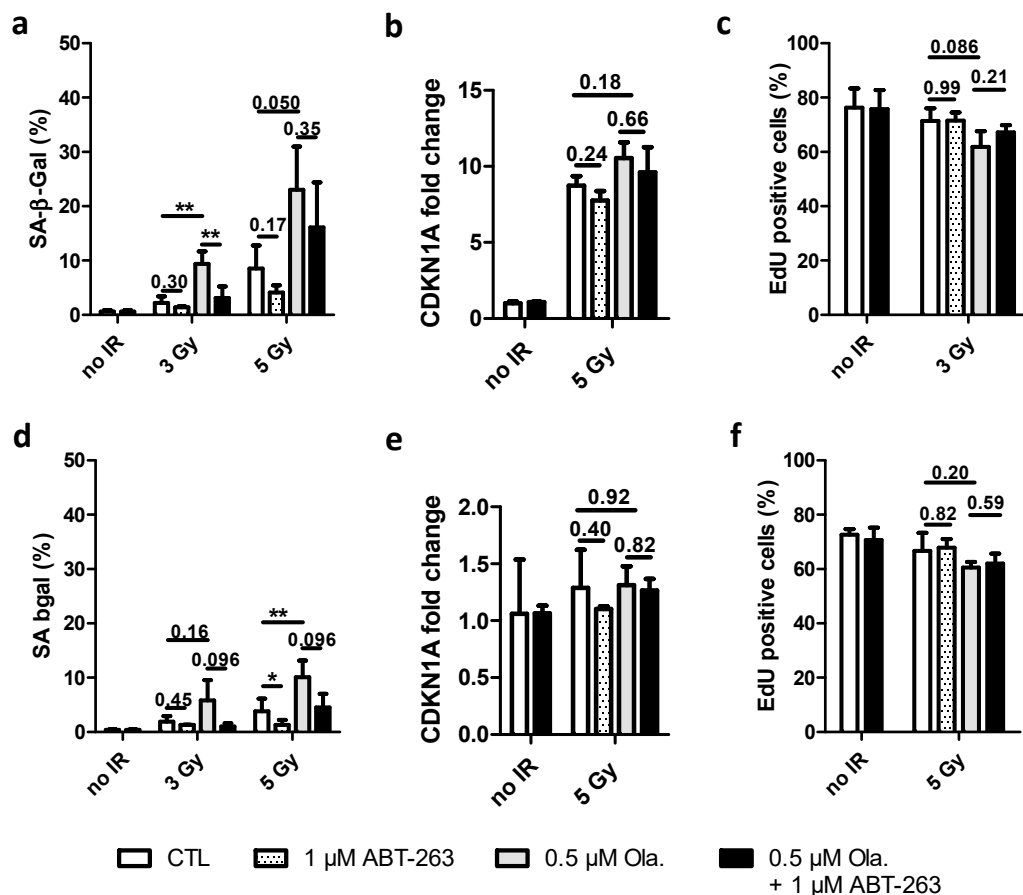 a
SA-β-Gal (%)
50
40
30
20
10
0
**
0.30
**
0.050
0.35
0.17
no IR
3 Gy
5 Gy
b
CDKN1A fold change
15
10
5
0
0.18
0.66
0.24
no IR
5 Gy
c
EdU positive cells (%)
100
80
60
40
20
0
0.086
0.21
0.99
no IR
3 Gy
d
SA bgal (%)
50
40
30
20
10
0
0.16
0.096
0.45
**
0.096
*
no IR
3 Gy
5 Gy
e
CDKN1A fold change
2.0
1.5
1.0
0.5
0.0
0.92
0.40
0.82
no IR
5 Gy
f
EdU positive cells (%)
100
80
60
40
20
0
0.20
0.82
0.59
no IR
5 Gy
CTL
1 µM ABT-263
0.5 µM Ola.
0.5 µM Ola.
+ 1 µM ABT-263